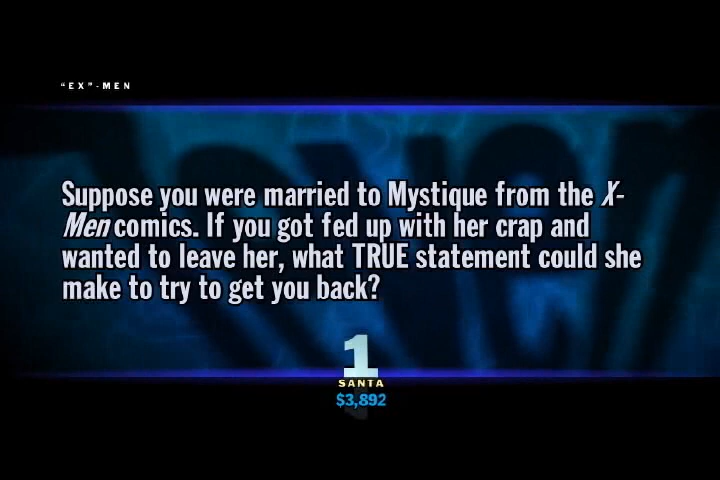 "EX"-MEN
Suppose you were married to Mystique from the X-
Men comics. If you got fed up with her crap and
wanted to leave her, what TRUE statement could she
make to try to get you back?
1
SANTA
$3,892